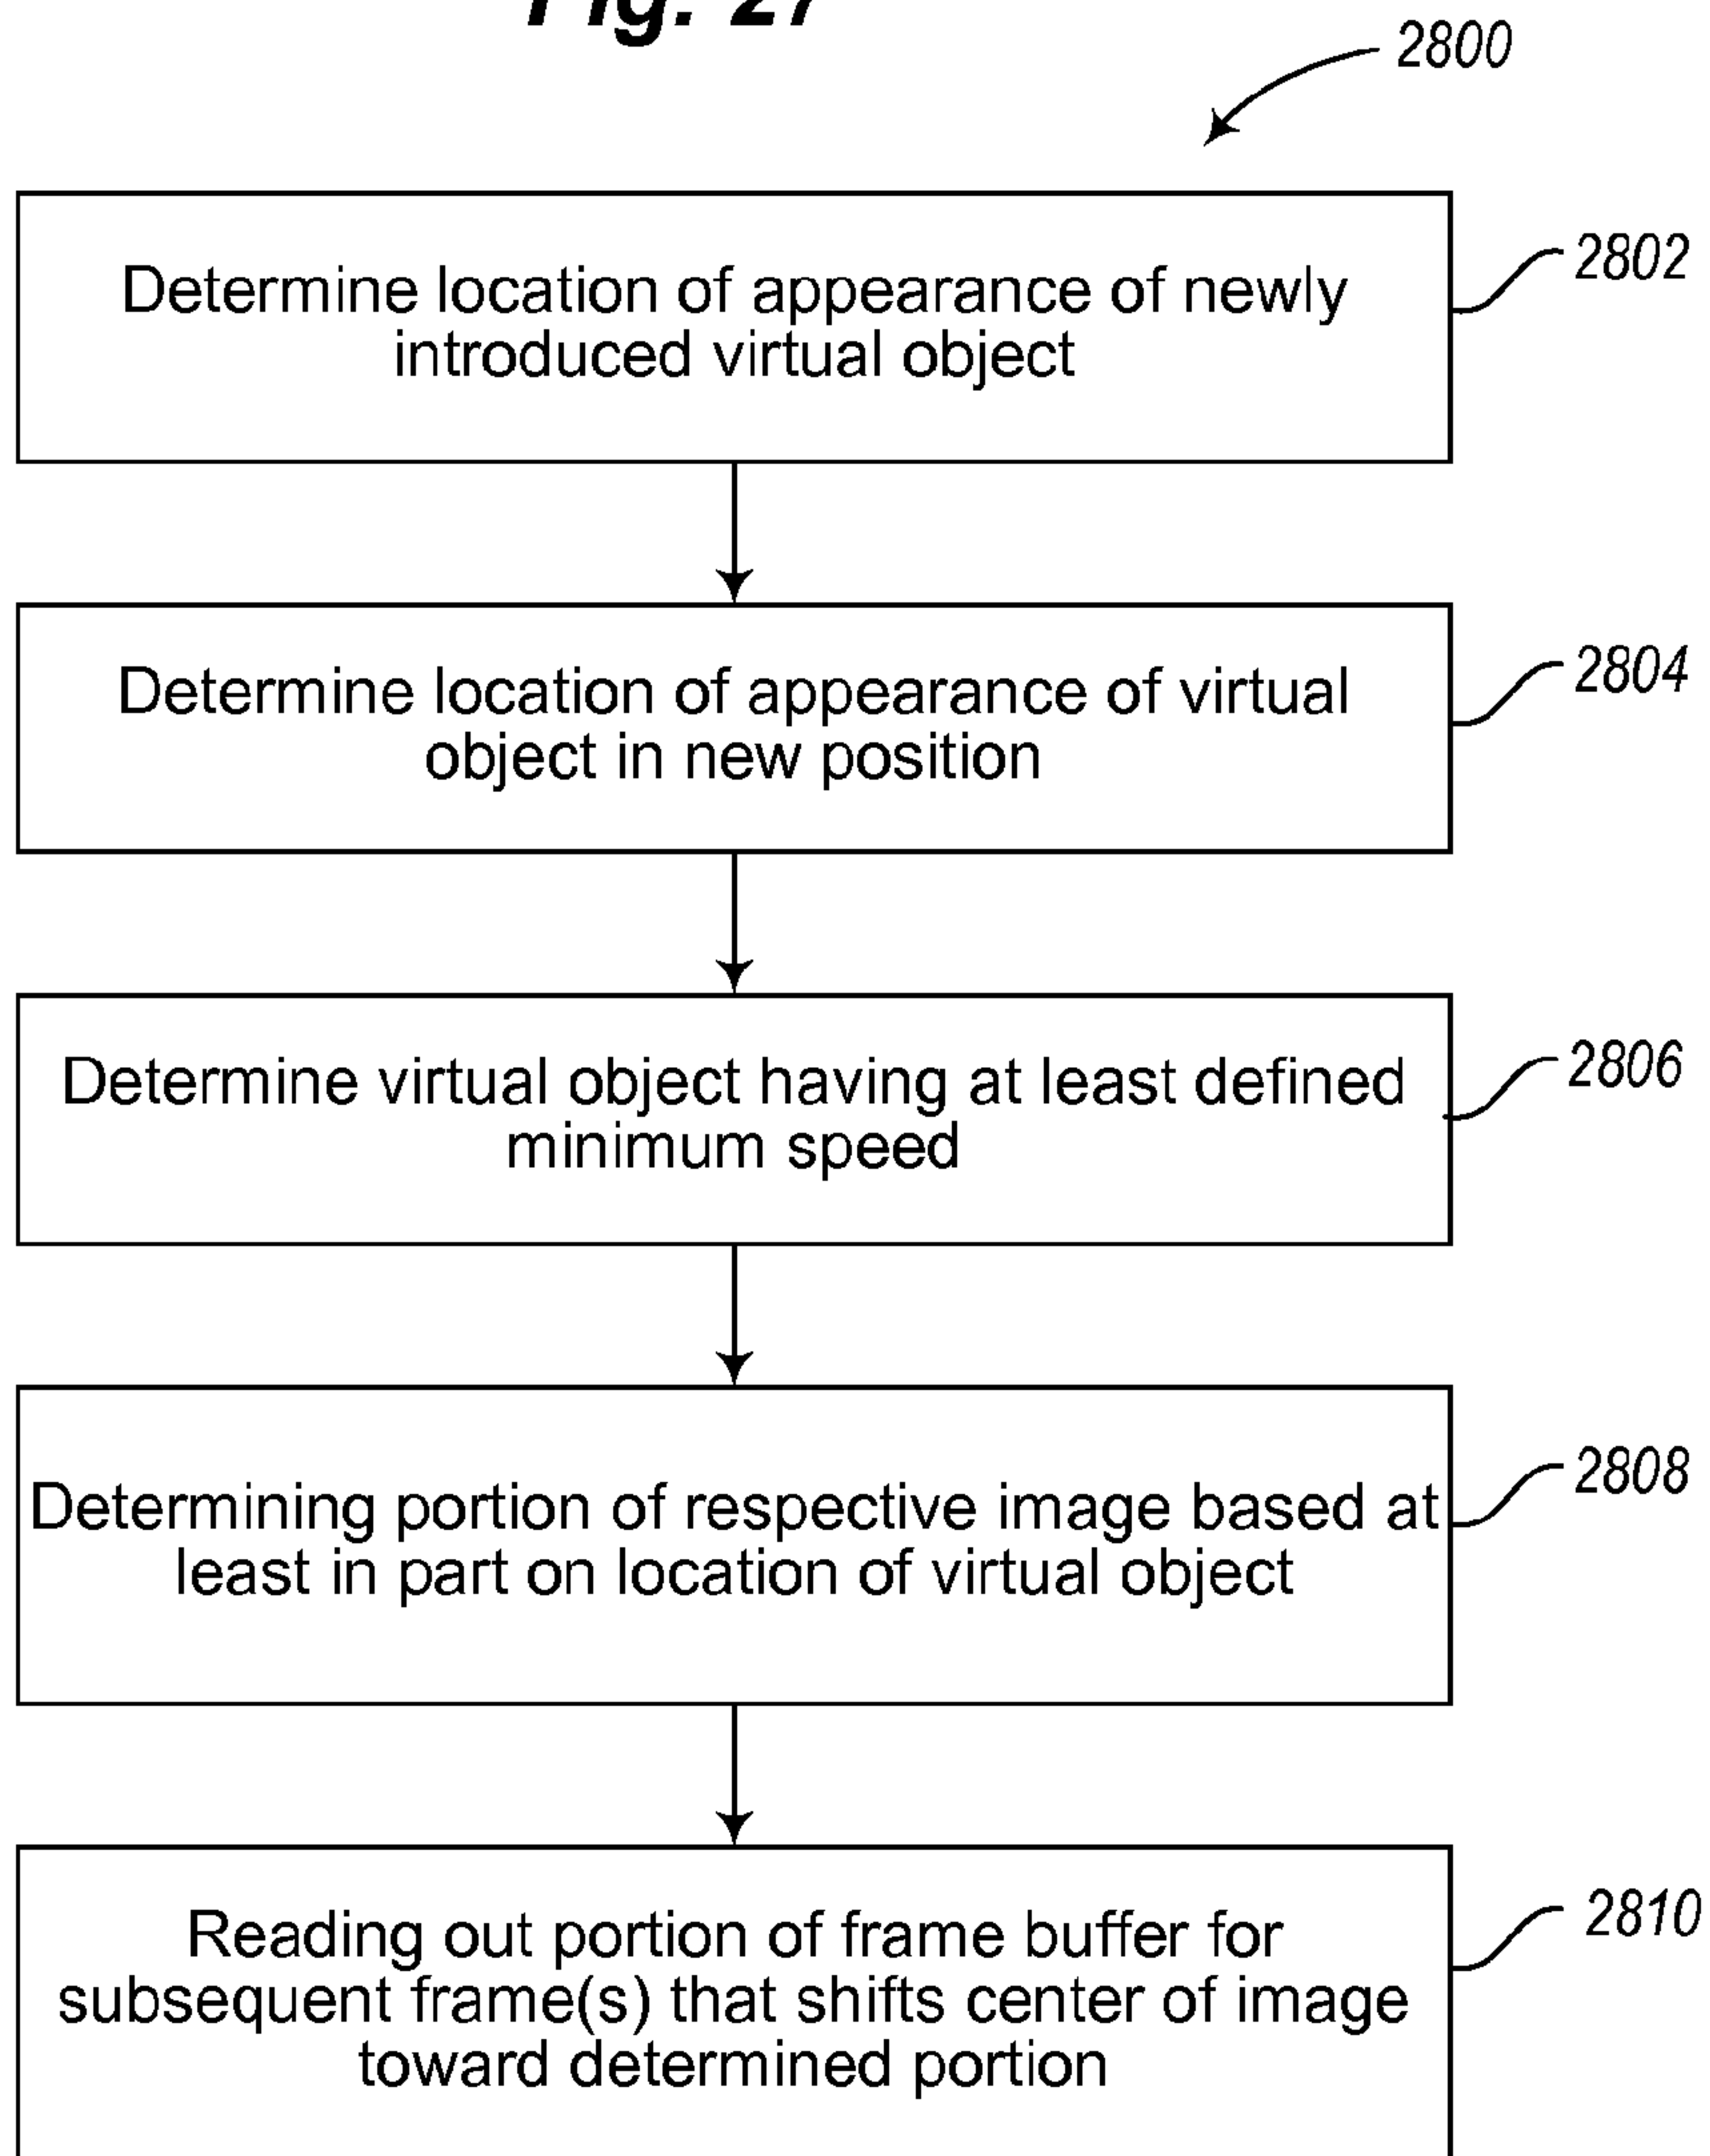 Fig. 27
2800
Determine location of appearance of newly
introduced virtual object
2802
Determine location of appearance of virtual
object in new position
2804
Determine virtual object having at least defined
minimum speed
2806
Determining portion of respective image based at
least in part on location of virtual object
2808
Reading out portion of frame buffer for
subsequent frame(s) that shifts center of image
toward determined portion
2810